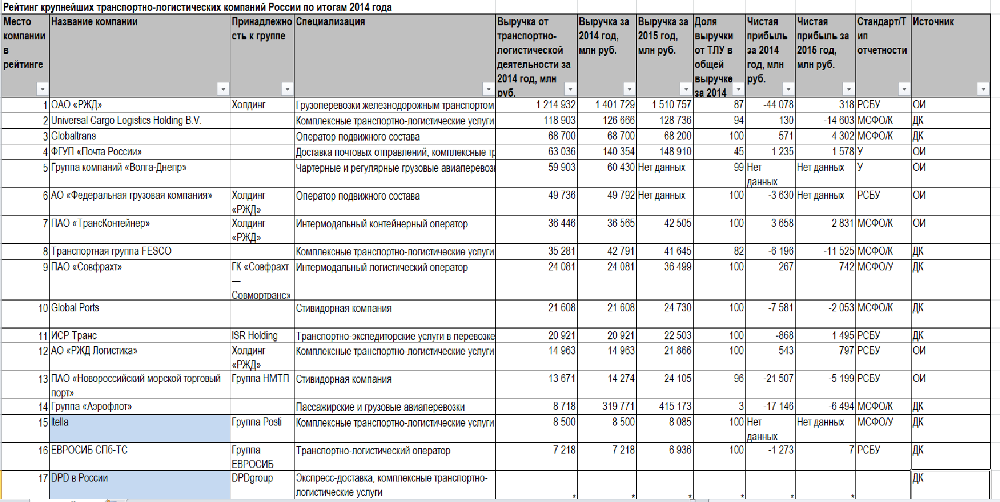 Рейтинг крупнейших транспортно-логистических компаний России по итогам 2014 года
Место компании в рейтинге Название компании Принадлежно сть к группе Специализация Выручка от транспортно-логистической деятельности за 2014 год, млн руб. Выручка за 2014 год, млн руб. Выручка за 2015 год, млн руб. Доля выручки от ТЛУ в общей выручке за 2014 Чистая прибыль за 2014 год, млн руб. Чистая прибыль за 2015 год, млн руб. Стандарт/Т ип отчетности Источник
1 ОАО «РЖД» Холдинг Грузоперевозки железнодорожным транспортом 1 214 932 1 401 729 1 510 757 87 -44 078 318 РСБУ ОИ
2 Universal Cargo Logistics Holding B.V. Комплексные транспортно-логистические услуги 118 903 126 666 128 736 94 130 -14 603 МСФО/К ДК
3 Globaltrans Оператор подвижного состава 68 700 68 700 68 200 100 571 4 302 МСФО/К ДК
4 ФГУП «Почта России» Доставка почтовых отправлений, комплексные тр 63 036 140 354 148 910 45 1 235 1 578 У ОИ
5 Группа компаний «Волга-Днепр» Чартерные и регулярные грузовые авиаперевоз 59 903 60 430 Нет данных 99 Нет данных Нет данных У ОИ
6 АО «Федеральная грузовая компания» Холдинг «РЖД» Оператор подвижного состава 49 736 49 792 Нет данных 100 -3 630 Нет данных РСБУ ОИ
7 ПАО «ТрансКонтейнер» Холдинг «РЖД» Интермодальный контейнерный оператор 36 446 36 565 42 505 100 3 658 2 831 МСФО/К ОИ
8 Транспортная группа FESCO Комплексные транспортно-логистические услуги 35 281 42 791 41 645 82 -6 196 -11 525 МСФО/К ДК
9 ПАО «Совфрахт» ГК «Совфрахт — Совмортранс» Интермодальный логистический оператор 24 081 24 081 36 499 100 267 742 МСФО/У ДК
10 Global Ports Стивидорная компания 21 608 21 608 24 730 100 -7 581 -2 053 МСФО/К ДК
11 ИСР Транс ISR Holding Транспортно-экспедиторские услуги в перевозке 20 921 20 921 22 503 100 -868 1 495 РСБУ ДК
12 АО «РЖД Логистика» Холдинг «РЖД» Комплексные транспортно-логистические услуги 14 963 14 963 21 866 100 543 797 РСБУ ОИ
13 ПАО «Новороссийский морской торговый порт» Группа НМТП Стивидорная компания 13 671 14 274 24 105 96 -21 507 -5 199 РСБУ ОИ
14 Группа «Аэрофлот» Пассажирские и грузовые авиаперевозки 8 718 319 771 415 173 3 -17 146 -6 494 МСФО/К ДК
15 Itella Группа Posti Комплексные транспортно-логистические услуги 8 500 8 500 8 085 100 Нет данных Нет данных МСФО/У ДК
16 ЕВРОСИБ СПб-ТС Группа ЕВРОСИБ Транспортно-логистический оператор 7 218 7 218 6 936 100 -1 273 7 РСБУ ДК
17 DPD в России DPDgroup Экспресс-доставка, комплексные транспортно-логистические услуги * * * * * * ДК